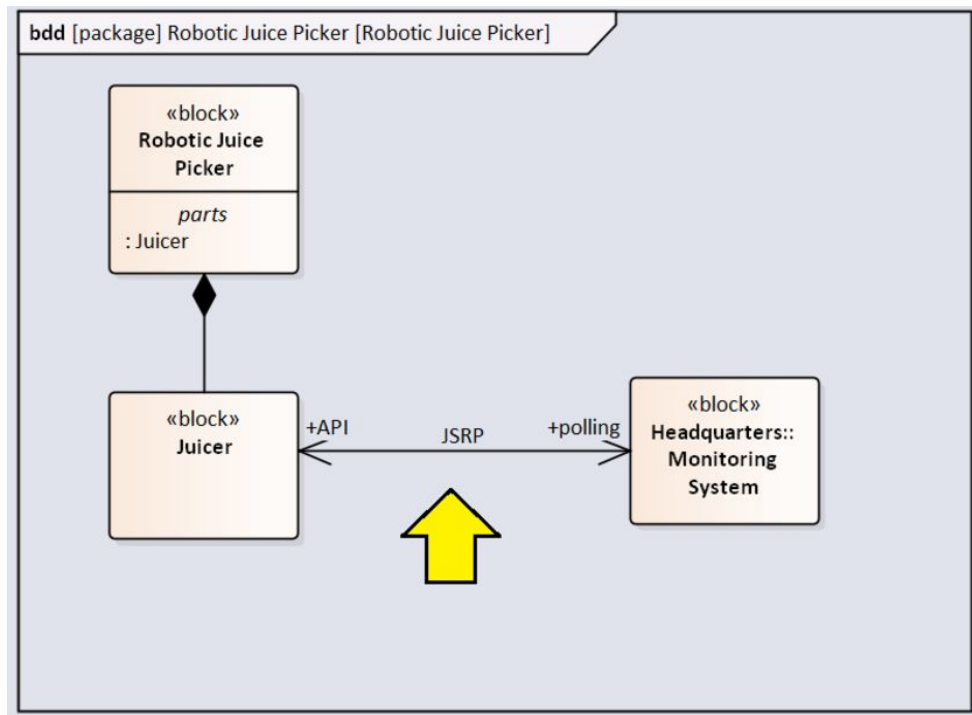 bdd [package] Robotic Juice Picker [Robotic Juice Picker]
«block»
Robotic Juice
Picker
parts
: Juicer
«block»
Juicer
+API
JSRP
+polling
«block»
Headquarters::
Monitoring
System